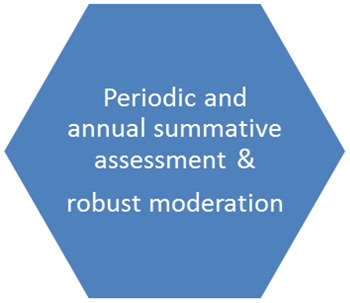 Periodic and
annual summative
assessment &
robust moderation